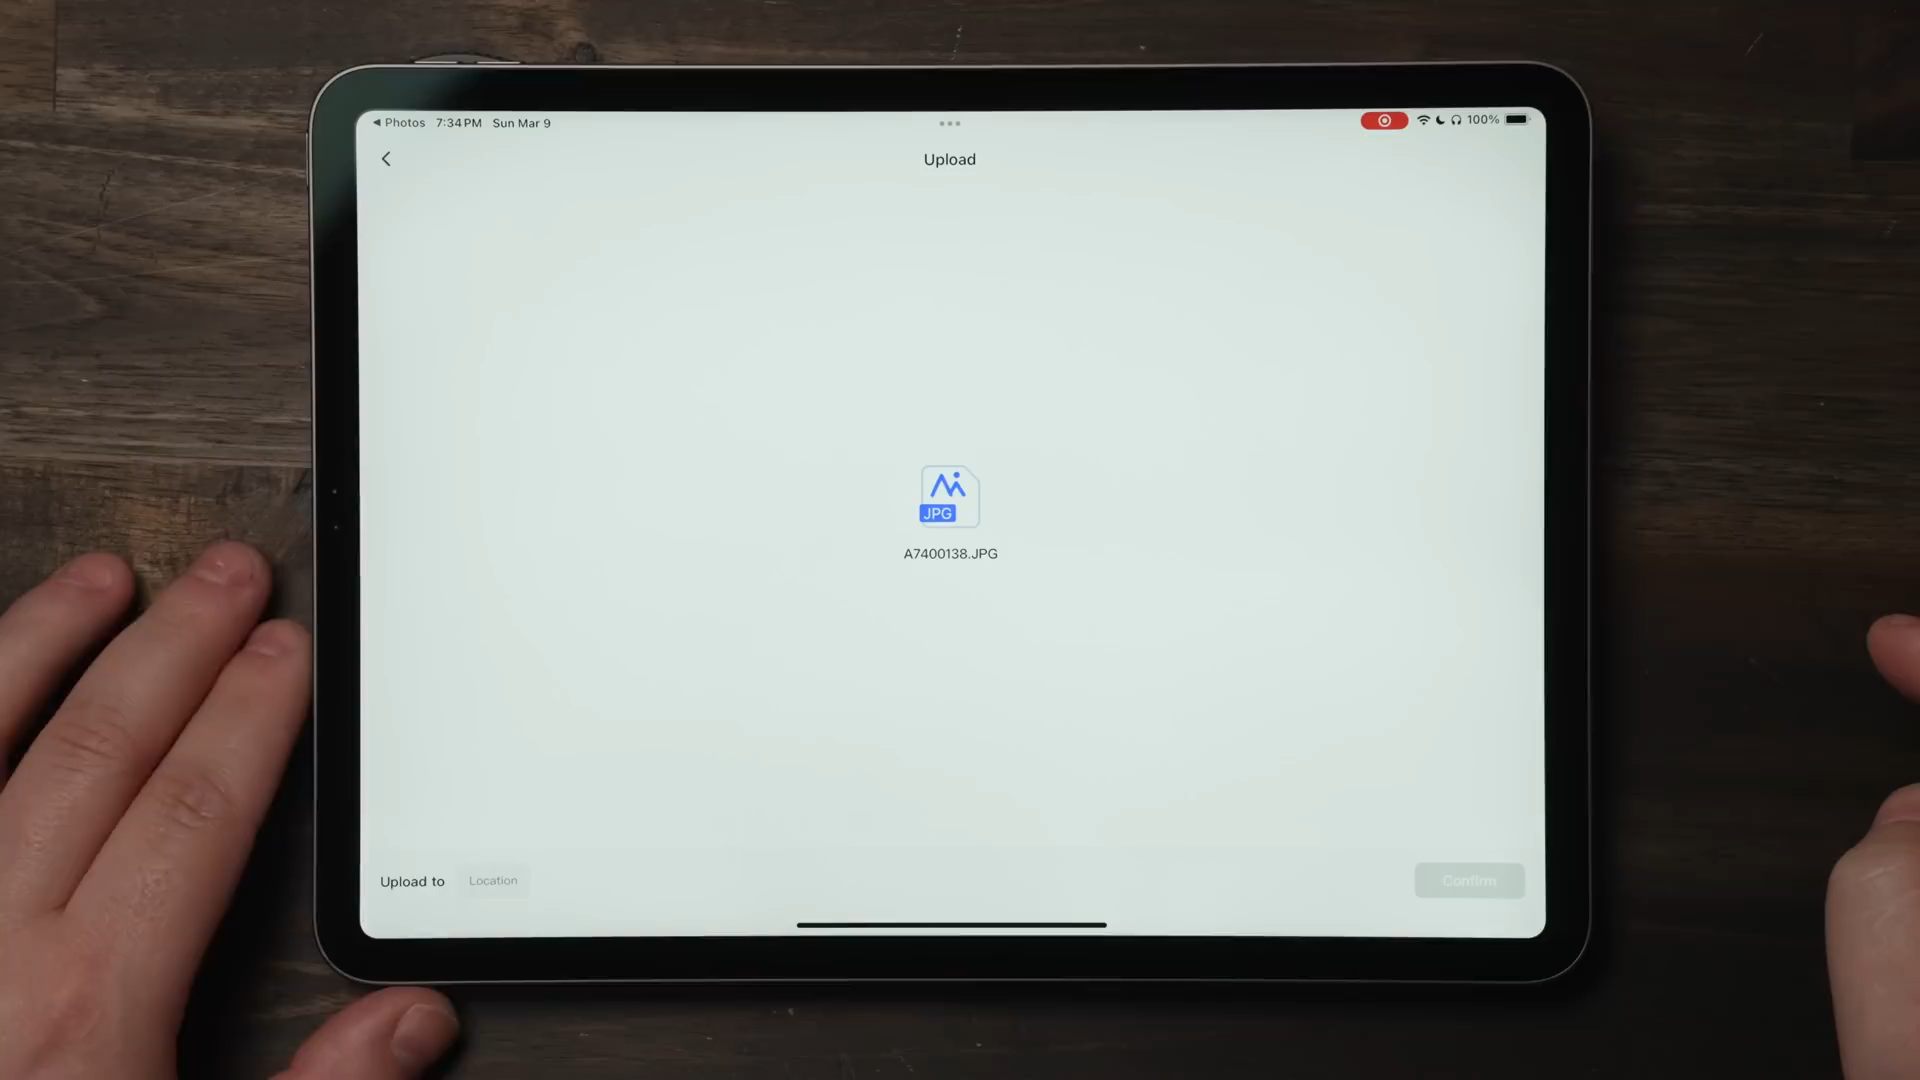 Photos 7:34 PM Sun Mar 9
100%
Upload
JPG
A7400138.JPG
Upload to Location
Confirm